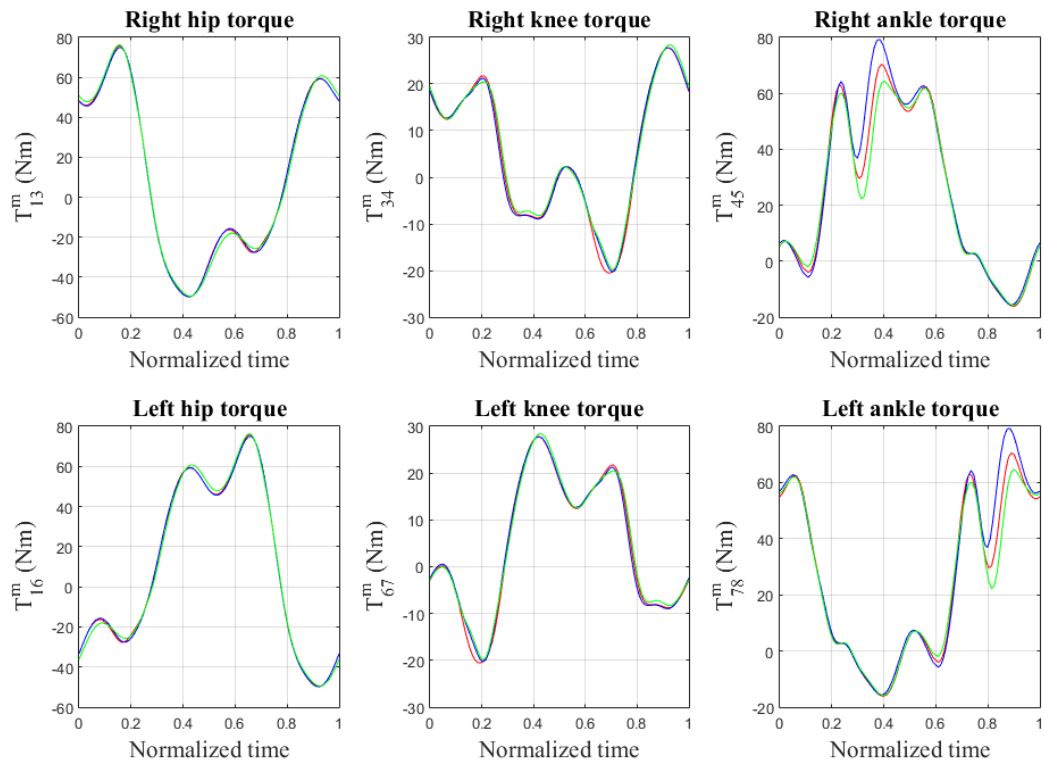 Right hip torque
80
60
40
20
0
-20
-40
-60
T^m_13 (Nm)
0 0.2 0.4 0.6 0.8 1
Normalized time
Right knee torque
30
20
10
0
-10
-20
-30
T^m_34 (Nm)
0 0.2 0.4 0.6 0.8 1
Normalized time
Right ankle torque
80
60
40
20
0
-20
T^m_45 (Nm)
0 0.2 0.4 0.6 0.8 1
Normalized time
Left hip torque
80
60
40
20
0
-20
-40
-60
T^m_16 (Nm)
0 0.2 0.4 0.6 0.8 1
Normalized time
Left knee torque
30
20
10
0
-10
-20
-30
T^m_67 (Nm)
0 0.2 0.4 0.6 0.8 1
Normalized time
Left ankle torque
80
60
40
20
0
-20
T^m_78 (Nm)
0 0.2 0.4 0.6 0.8 1
Normalized time